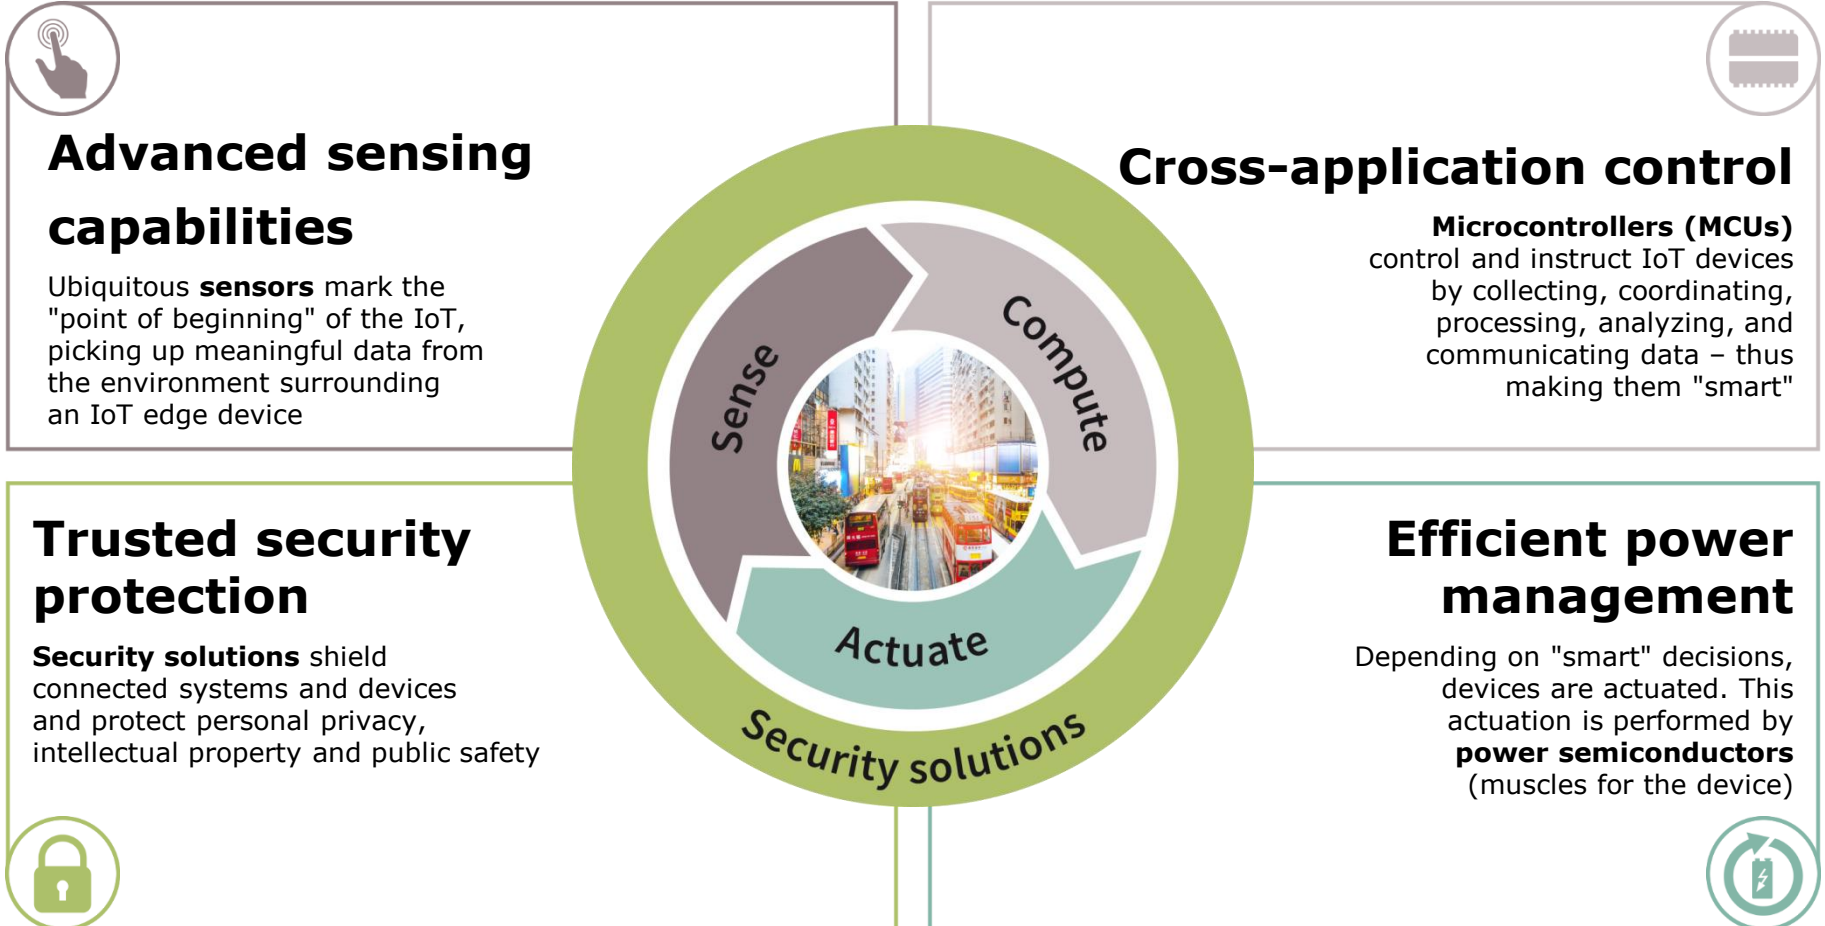 Advanced sensing
capabilities
Ubiquitous sensors mark the
"point of beginning" of the IoT,
picking up meaningful data from
the environment surrounding
an IoT edge device
Cross-application control
Microcontrollers (MCUs)
control and instruct IoT devices
by collecting, coordinating,
processing, analyzing, and
communicating data – thus
making them "smart"
Sense
Compute
Actuate
Security solutions
Trusted security
protection
Security solutions shield
connected systems and devices
and protect personal privacy,
intellectual property and public safety
Efficient power
management
Depending on "smart" decisions,
devices are actuated. This
actuation is performed by
power semiconductors
(muscles for the device)